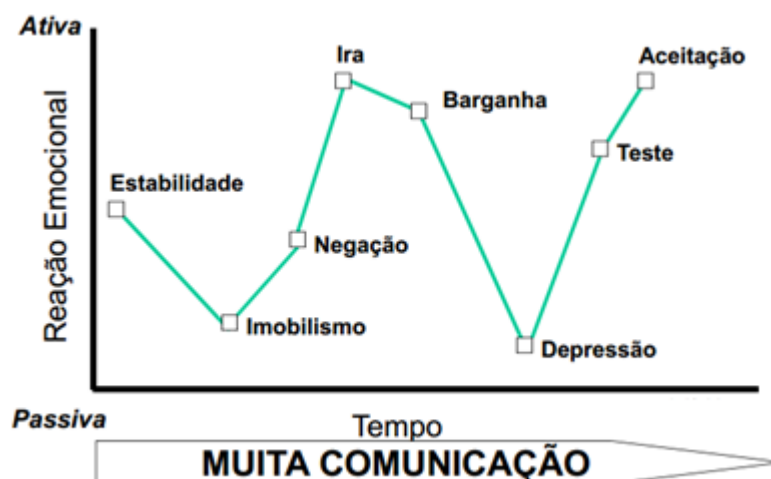 Ativa
Ira
Aceitação
Barganha
Teste
Estabilidade
Reação Emocional
Negação
Imobilismo
Depressão
Passiva
Tempo
MUITA COMUNICAÇÃO